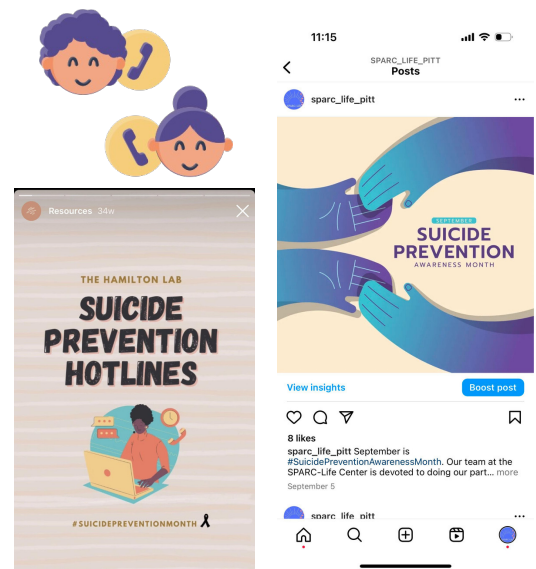 Resources 34w
THE HAMILTON LAB
SUICIDE
PREVENTION
HOTLINES
#SUICIDEPREVENTIONMONTH
11:15
SPARC_LIFE_PITT
Posts
sparc_life_pitt
SEPTEMBER
SUICIDE
PREVENTION
AWARENESS MONTH
View insights
Boost post
8 likes
sparc_life_pitt September is
#SuicidePreventionAwarenessMonth. Our team at the
SPARC-Life Center is devoted to doing our part... more
September 5
sparc_life_pitt